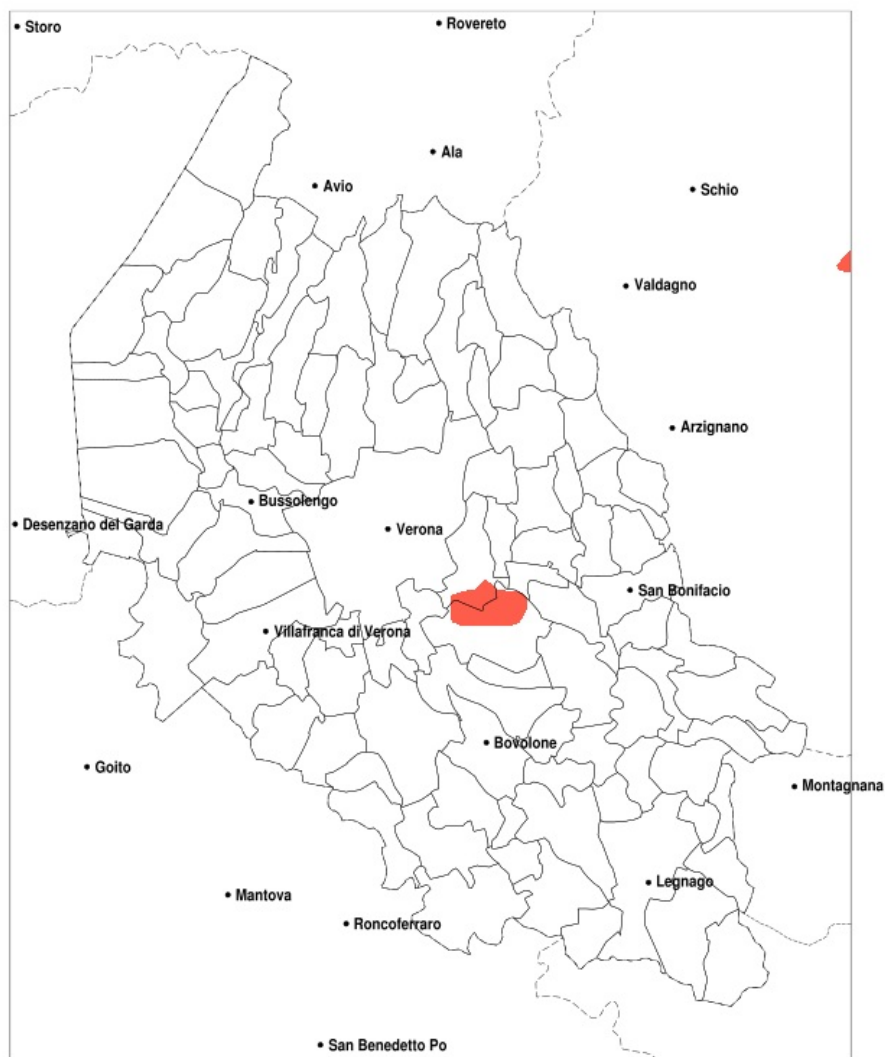 Storo
Rovereto
Ala
Avio
Schio
Valdagno
Arzignano
Bussolengo
Desenzano del Garda
Verona
San Bonifacio
Villafranca di Verona
Bovolone
Goito
Montagnana
Legnago
Mantova
Roncoferraro
San Benedetto Po